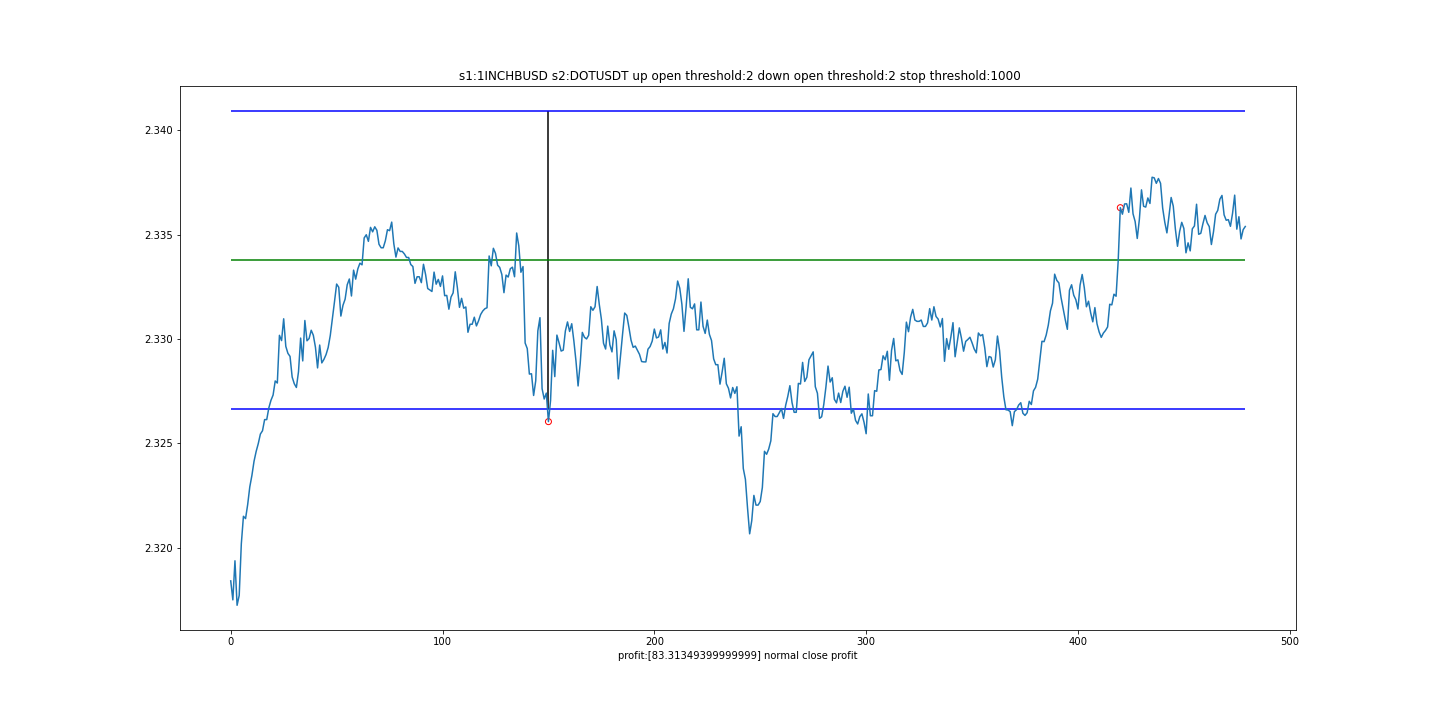 s1:1INCHBUSD s2:DOTUSDT up open threshold:2 down open threshold:2 stop threshold:1000
2.340
2.335
2.330
2.325
2.320
0 100 200 300 400 500
profit:[83.31349399999999] normal close profit